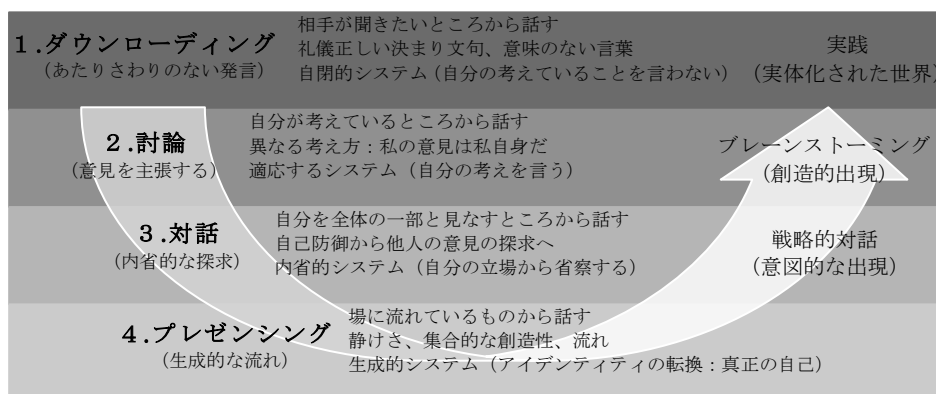 1.ダウンローディング
(あたりさわりのない発言)
相手が聞きたいところから話す
礼儀正しい決まり文句、意味のない言葉
自閉的システム(自分の考えていることを言わない)
実践
(実体化された世界)
2.討論
(意見を主張する)
自分が考えているところから話す
異なる考え方:私の意見は私自身だ
適応するシステム(自分の考えを言う)
ブレーンストーミング
(創造的出現)
3.対話
(内省的な探求)
自分を全体の一部と見なすところから話す
自己防御から他人の意見の探求へ
内省的システム(自分の立場から省察する)
戦略的対話
(意図的な出現)
4.プレゼンシング
(生成的な流れ)
場に流れているものから話す
静けさ、集合的な創造性、流れ
生成的システム(アイデンティティの転換:真正の自己)